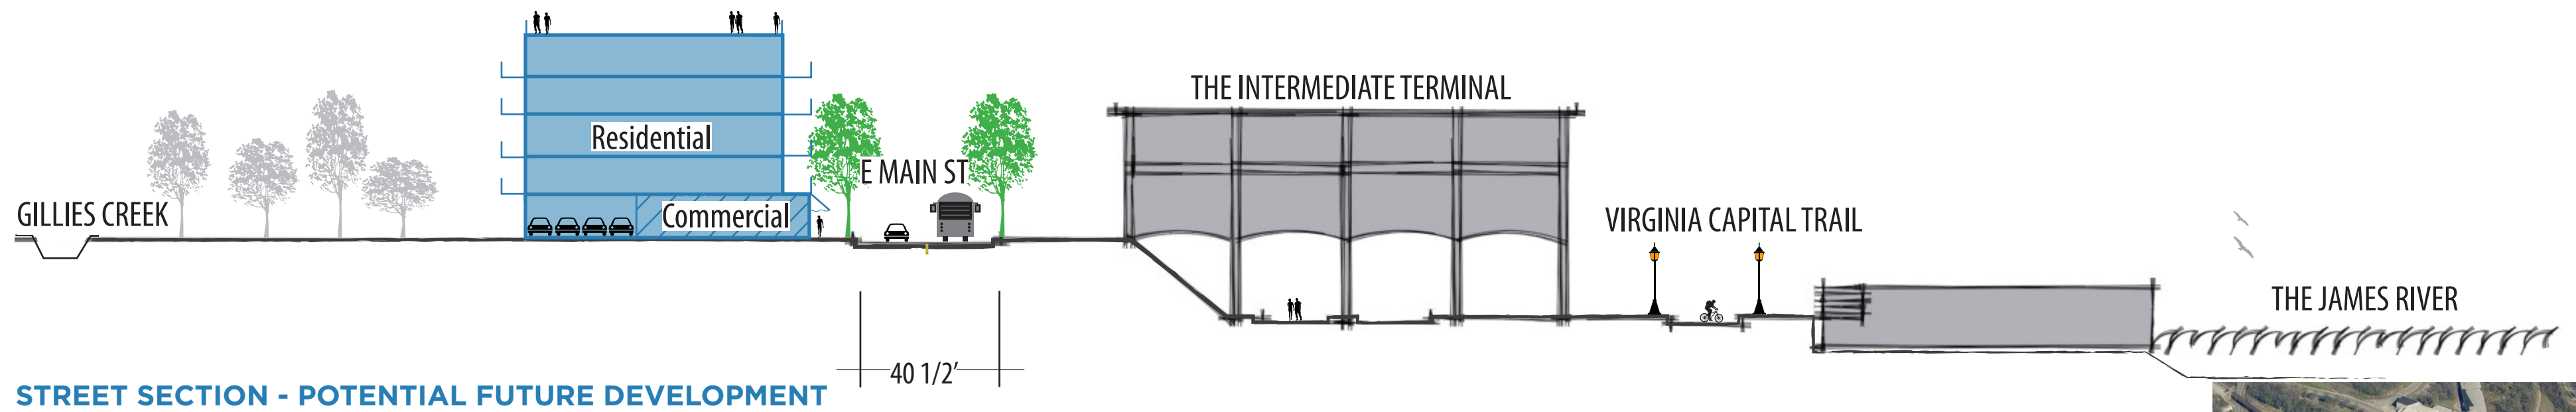 THE INTERMEDIATE TERMINAL
Residential
E MAIN ST
GILLIES CREEK
Commercial
VIRGINIA CAPITAL TRAIL
THE JAMES RIVER
40 1/2'
STREET SECTION - POTENTIAL FUTURE DEVELOPMENT